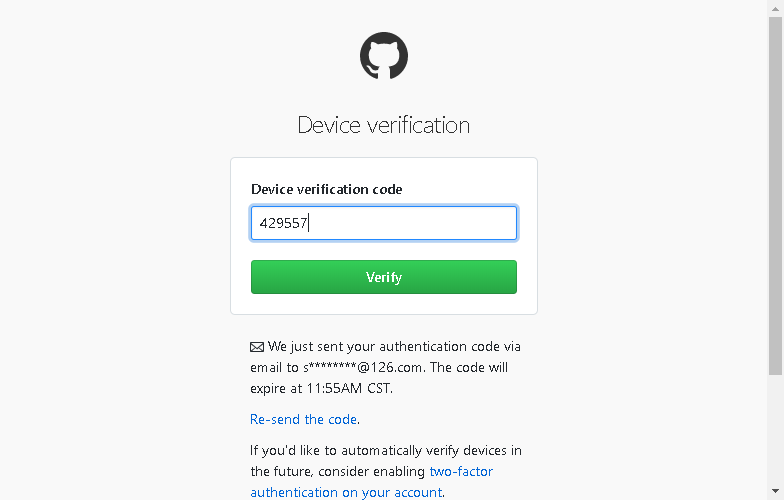 Device verification
Device verification code
429557
Verify
We just sent your authentication code via
email to s********@126.com. The code will
expire at 11:55AM CST.
Re-send the code.
If you'd like to automatically verify devices in
the future, consider enabling two-factor
authentication on your account.